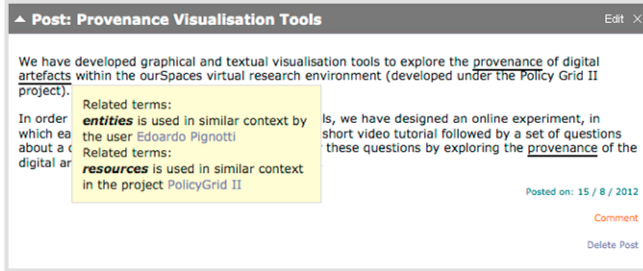 Post: Provenance Visualisation Tools
Edit ×
We have developed graphical and textual visualisation tools to explore the provenance of digital
artefacts within the ourSpaces virtual research environment (developed under the Policy Grid II
project).
Related terms:
entities is used in similar context by
the user Edoardo Pignotti
Related terms:
resources is used in similar context
in the project PolicyGrid II
In order ls, we have designed an online experiment, in
which ea short video tutorial followed by a set of questions
about a these questions by exploring the provenance of the
digital ar
Posted on: 15 / 8 / 2012
Comment
Delete Post